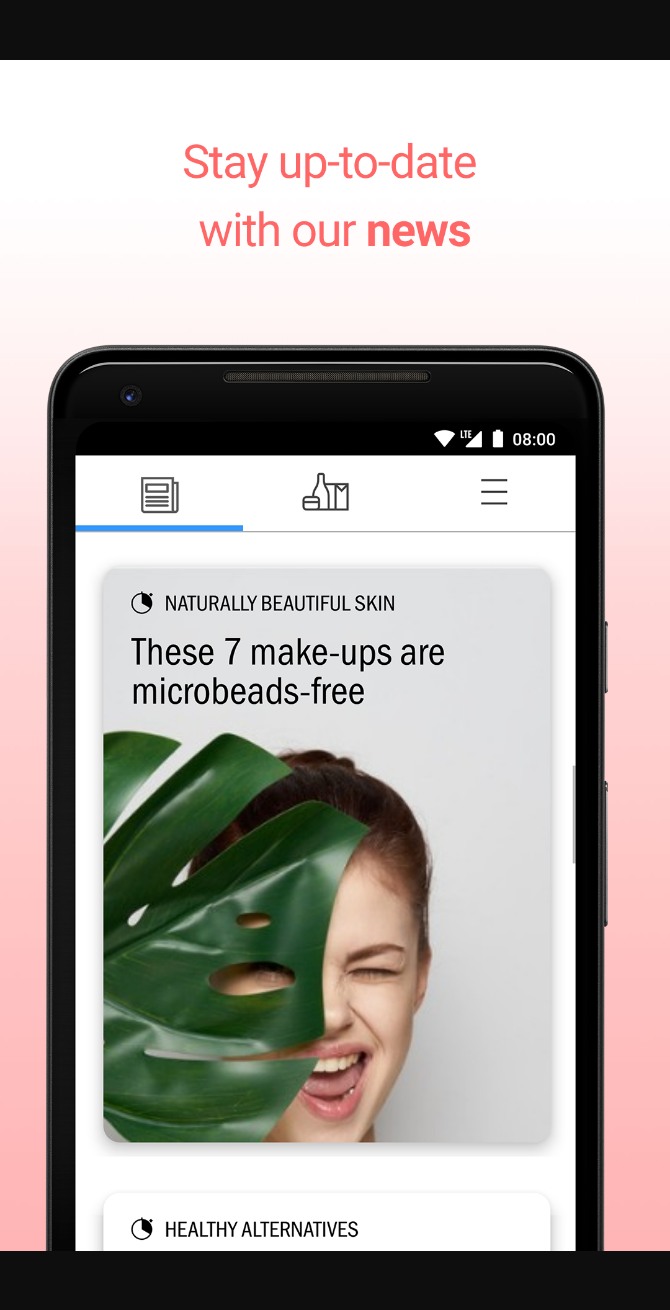 Stay up-to-date
with our news
LTE
08:00
NATURALLY BEAUTIFUL SKIN
These 7 make-ups are
microbeads-free
HEALTHY ALTERNATIVES